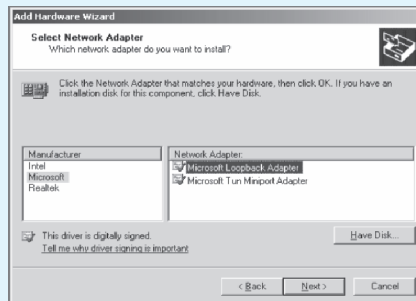 Add Hardware Wizard
Select Network Adapter
Which network adapter do you want to install?
Click the Network Adapter that matches your hardware, then click OK. If you have an
installation disk for this component, click Have Disk.
Manufacturer
Intel
Microsoft
Realtek
Network Adapter:
Microsoft Loopback Adapter
Microsoft Tun Miniport Adapter
This driver is digitally signed.
Tell me why driver signing is important
Have Disk...
< Back
Next >
Cancel